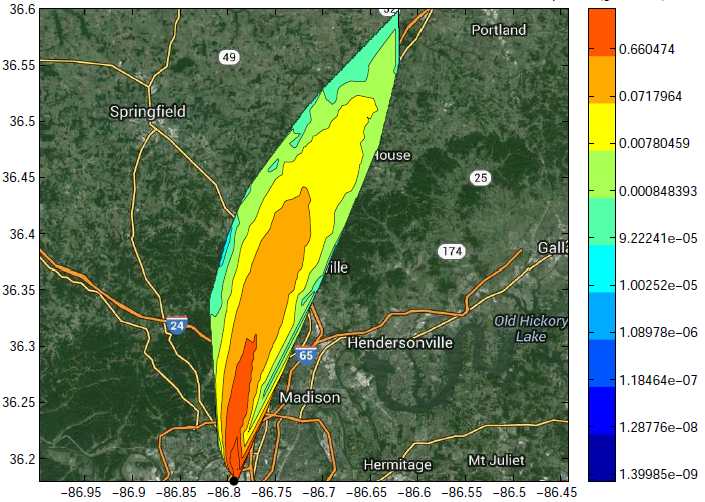 36.6
36.55
36.5
36.45
36.4
36.35
36.3
36.25
36.2
−86.95
−86.9
−86.85
−86.8
−86.75
−86.7
−86.65
−86.6
−86.55
−86.5
−86.45
Portland
49
Springfield
House
25
174
Galla
ville
24
Old Hickory
Lake
65
Hendersonville
Madison
Hermitage
Mt Juliet
0.660474
0.0717964
0.00780459
0.000848393
9.22241e−05
1.00252e−05
1.08978e−06
1.18464e−07
1.28776e−08
1.39985e−09